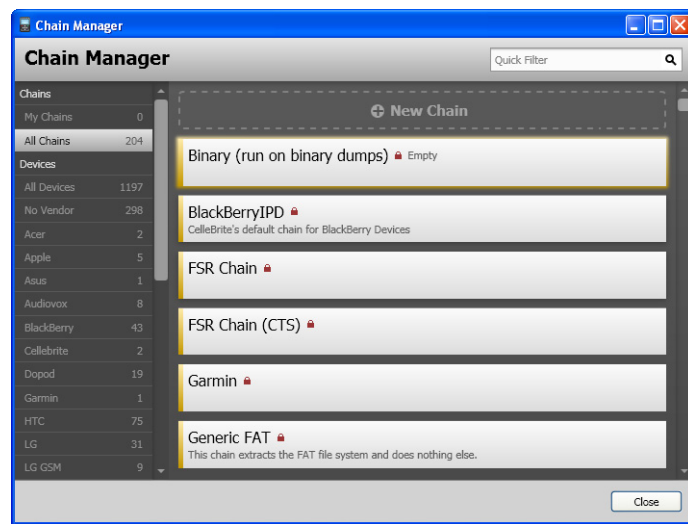 Chain Manager
Chain Manager
Quick Filter
Chains
My Chains 0
All Chains 204
Devices
All Devices 1197
No Vendor 298
Acer 2
Apple 5
Asus 1
Audiovox 8
BlackBerry 43
Cellebrite 2
Dopod 19
Garmin 1
HTC 75
LG 31
LG GSM 9
New Chain
Binary (run on binary dumps) Empty
BlackBerryIPD
CelleBrite's default chain for BlackBerry Devices
FSR Chain
FSR Chain (CTS)
Garmin
Generic FAT
This chain extracts the FAT file system and does nothing else.
Close